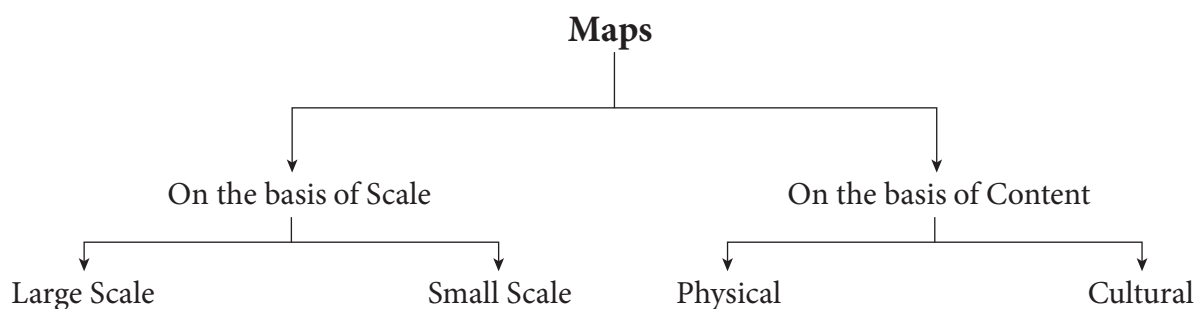 Maps
On the basis of Scale
On the basis of Content
Large Scale
Small Scale
Physical
Cultural